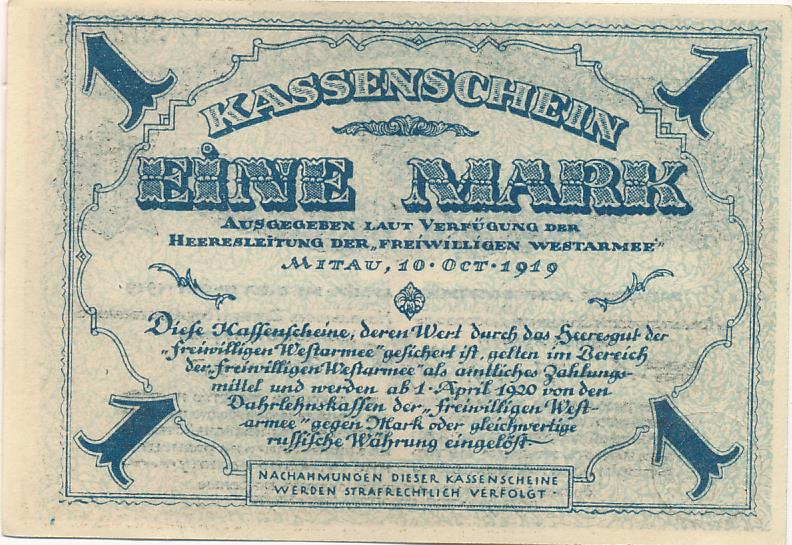 1 1
KASSENSCHEIN
EINE MARK
AUSGEGEBEN LAUT VERFÜGUNG DER
HEERESLEITUNG DER „FREIWILLIGEN WESTARMEE"
MITAU, 10·OCT·1919
Diese Kassenscheine, deren Wert durch das Heeresgut der
„freiwilligen Westarmee" gesichert ist, gelten im Bereich
der „freiwilligen Westarmee" als amtliches Zahlungs-
mittel und werden ab 1·April 1920 von den
Dahrlehnskassen der „freiwilligen West-
armee" gegen Mark oder gleichwertige
russische Währung eingelöst
1 1
NACHAHMUNGEN DIESER KASSENSCHEINE
WERDEN STRAFRECHTLICH VERFOLGT·